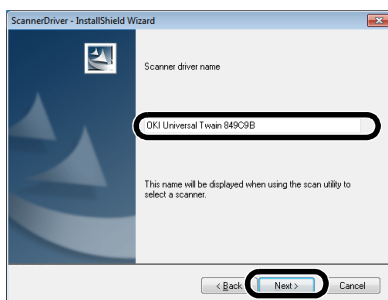 ScannerDriver - InstallShield Wizard
Scanner driver name
OKI Universal Twain 849C9B
This name will be displayed when using the scan utility to
select a scanner.
< Back Next > Cancel